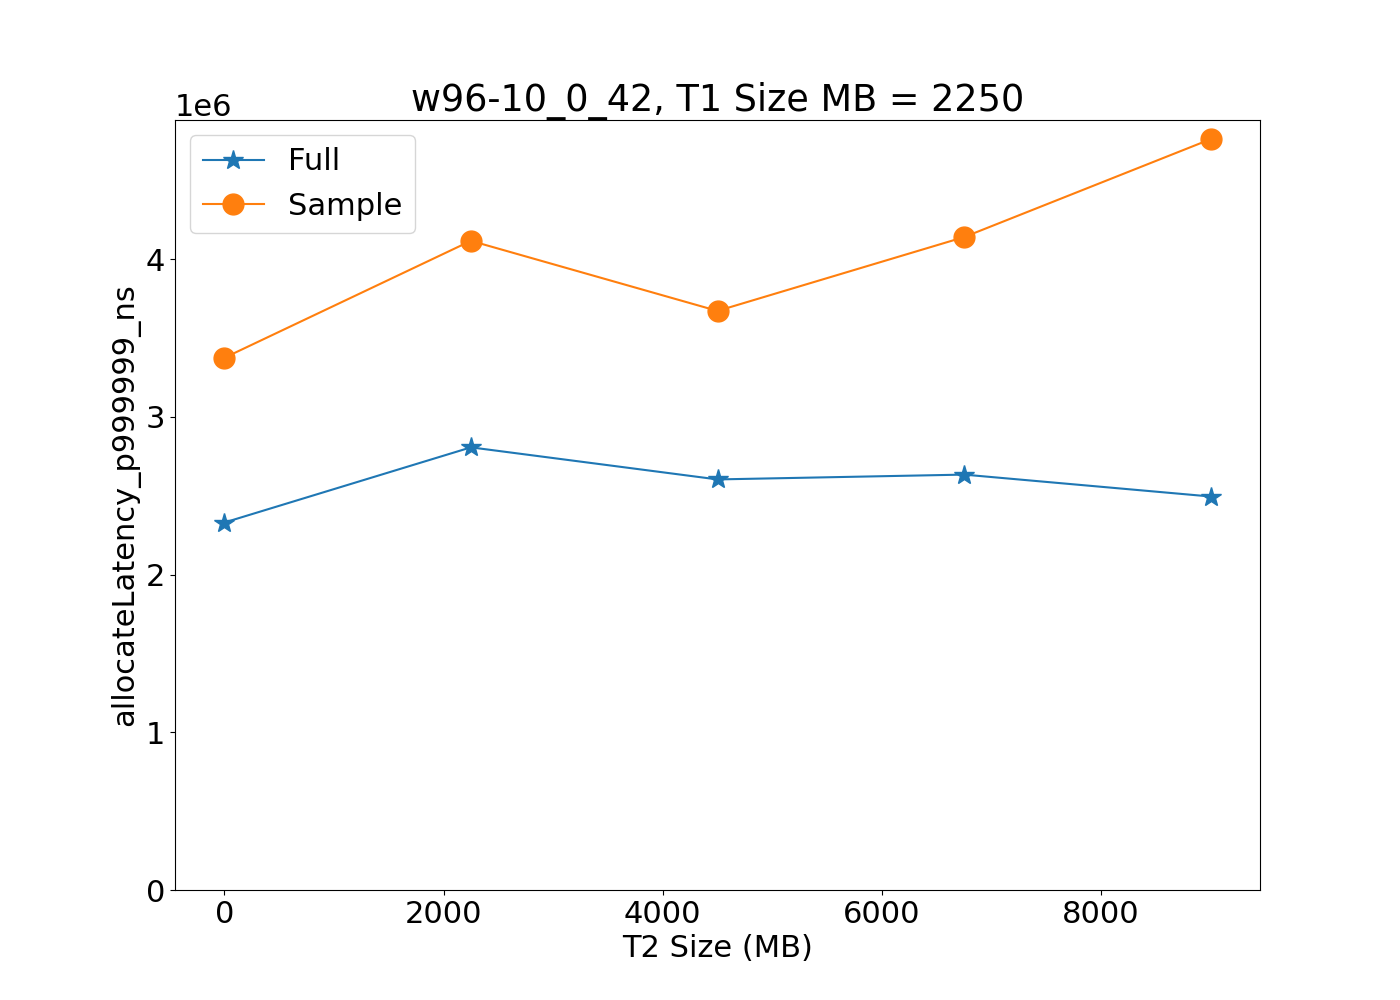 w96-10_0_42, T1 Size MB = 2250
1e6
Full
Sample
4
3
2
1
0
allocateLatency_p999999_ns
0 2000 4000 6000 8000
T2 Size (MB)